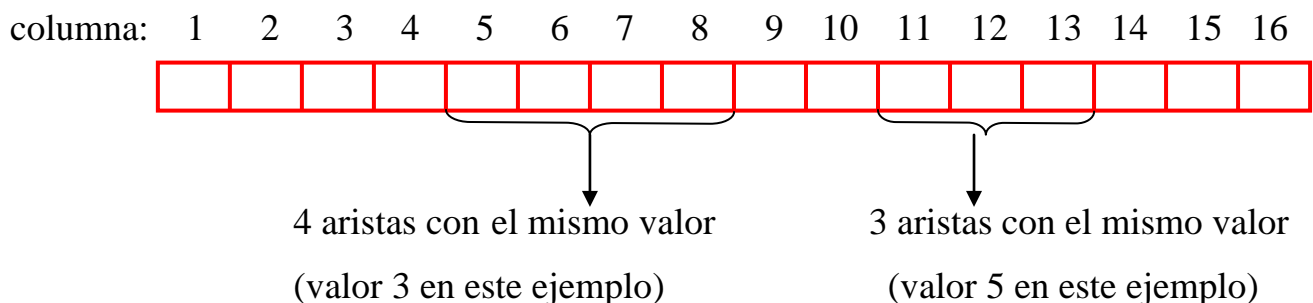 columna: 1 2 3 4 5 6 7 8 9 10 11 12 13 14 15 16
4 aristas con el mismo valor
(valor 3 en este ejemplo)
3 aristas con el mismo valor
(valor 5 en este ejemplo)